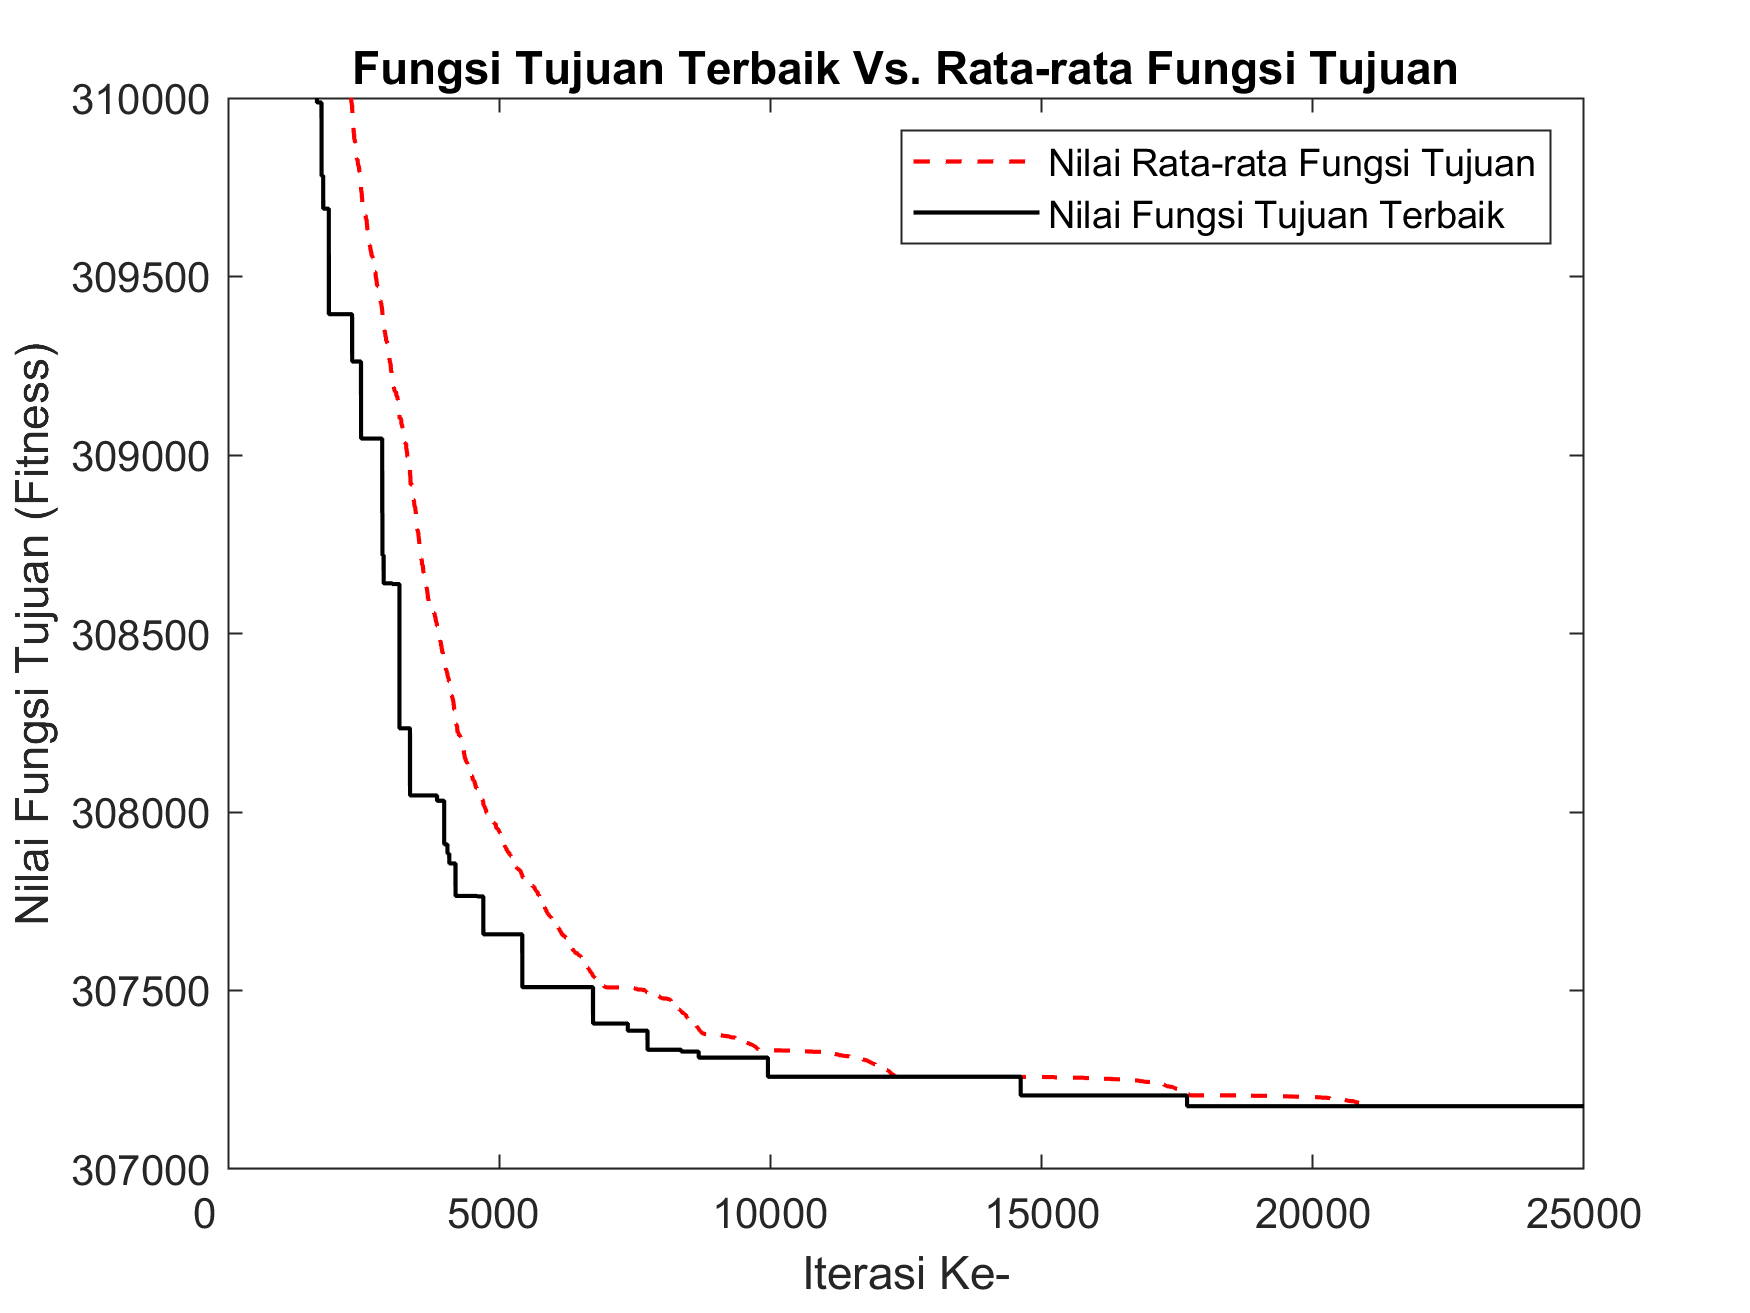 Fungsi Tujuan Terbaik Vs. Rata-rata Fungsi Tujuan
Nilai Rata-rata Fungsi Tujuan
Nilai Fungsi Tujuan Terbaik
Nilai Fungsi Tujuan (Fitness)
310000
309500
309000
308500
308000
307500
307000
0 5000 10000 15000 20000 25000
Iterasi Ke-